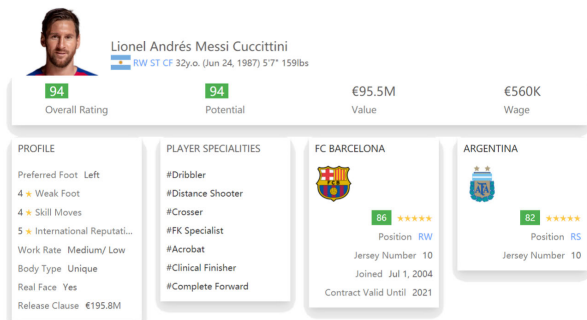 Lionel Andrés Messi Cuccittini
RW ST CF 32y.o. (Jun 24, 1987) 5'7" 159lbs
94
Overall Rating
94
Potential
€95.5M
Value
€560K
Wage
PROFILE
Preferred Foot Left
4 ★ Weak Foot
4 ★ Skill Moves
5 ★ International Reputati...
Work Rate Medium/ Low
Body Type Unique
Real Face Yes
Release Clause €195.8M
PLAYER SPECIALITIES
#Dribbler
#Distance Shooter
#Crosser
#FK Specialist
#Acrobat
#Clinical Finisher
#Complete Forward
FC BARCELONA
86 ★★★★★
Position RW
Jersey Number 10
Joined Jul 1, 2004
Contract Valid Until 2021
ARGENTINA
AFA
82 ★★★★★
Position RS
Jersey Number 10